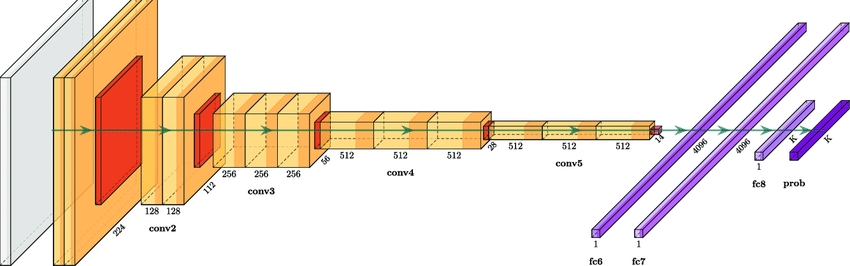 224
128 128
conv2
112
256 256 256
conv3
56
512 512 512
conv4
28
512 512 512
conv5
14
1
4096
fc6
1
4096
fc7
1
K
fc8
K
prob